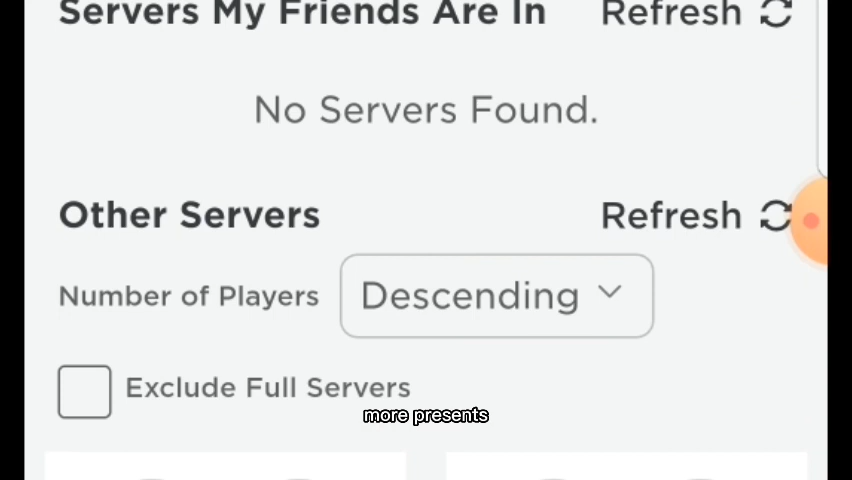 Servers My Friends Are In Refresh
No Servers Found.
Other Servers Refresh
Number of Players Descending
Exclude Full Servers
more presents